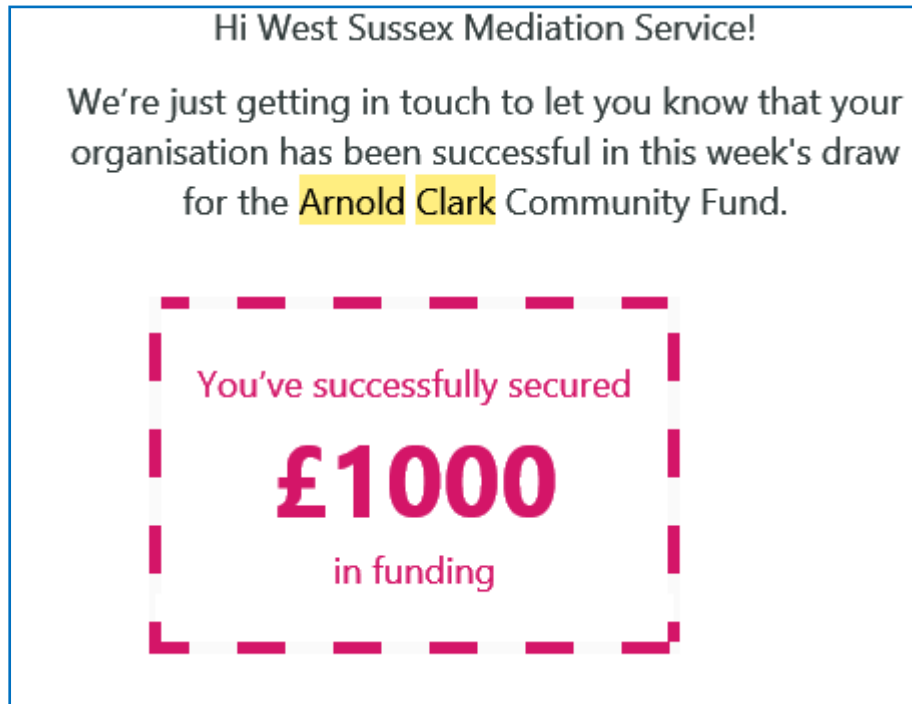 Hi West Sussex Mediation Service!
We’re just getting in touch to let you know that your
organisation has been successful in this week's draw
for the Arnold Clark Community Fund.
You’ve successfully secured
£1000
in funding